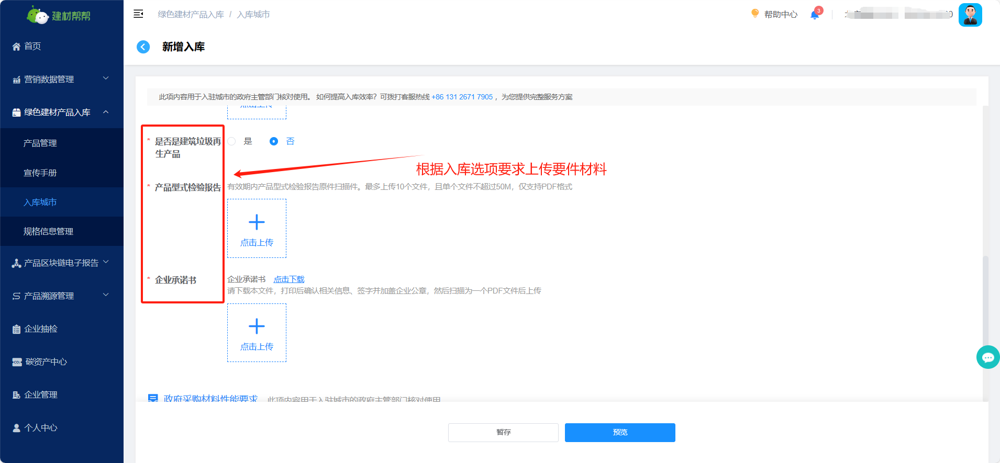 建材帮帮
首页
营销数据管理
绿色建材产品入库
产品管理
宣传手册
入库城市
规格信息管理
产品区块链电子报告
产品溯源管理
企业抽检
CO2 碳资产中心
企业管理
个人中心
绿色建材产品入库 / 入库城市
帮助中心
3
新增入库
此项内容用于入驻城市的政府主管部门核对使用。 如何提高入库效率？可拨打客服热线 +86 131 2671 7905 ，为您提供完整服务方案
点击上传
* 是否是建筑垃圾再
生产品
是
否
根据入库选项要求上传要件材料
* 产品型式检验报告
有效期内产品型式检验报告原件扫描件。最多上传10个文件，且单个文件不超过50M，仅支持PDF格式
点击上传
* 企业承诺书
企业承诺书 点击下载
请下载本文件，打印后确认相关信息、签字并加盖企业公章，然后扫描为一个PDF文件后上传
点击上传
政府采购材料性能要求 此项内容用于入驻城市的政府主管部门核对使用
暂存
预览